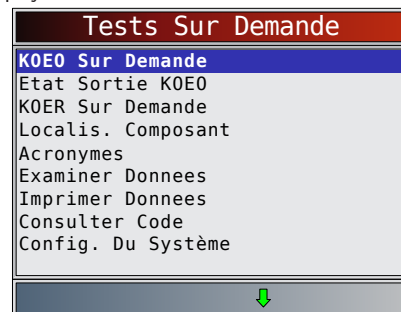 Tests Sur Demande
KOEO Sur Demande
Etat Sortie KOEO
KOER Sur Demande
Localis. Composant
Acronymes
Examiner Donnees
Imprimer Donnees
Consulter Code
Config. Du Système